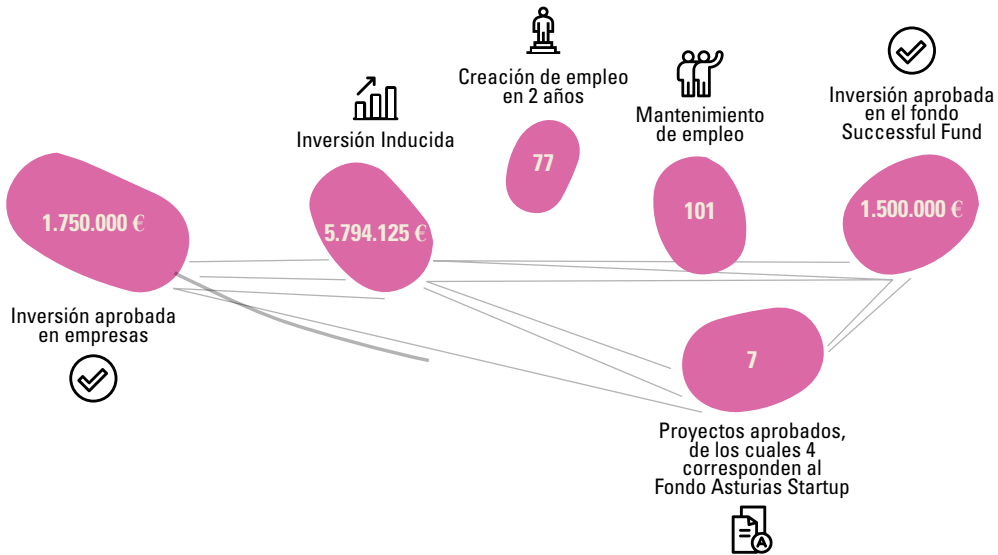 Creación de empleo
en 2 años
77
Inversión Inducida
5.794.125 €
Mantenimiento
de empleo
101
Inversión aprobada
en el fondo
Successful Fund
1.500.000 €
1.750.000 €
Inversión aprobada
en empresas
7
Proyectos aprobados,
de los cuales 4
corresponden al
Fondo Asturias Startup
A